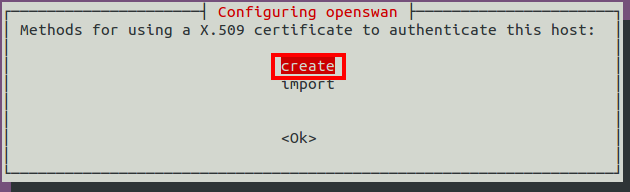 Configuring openswan
Methods for using a X.509 certificate to authenticate this host:
create
import
<Ok>